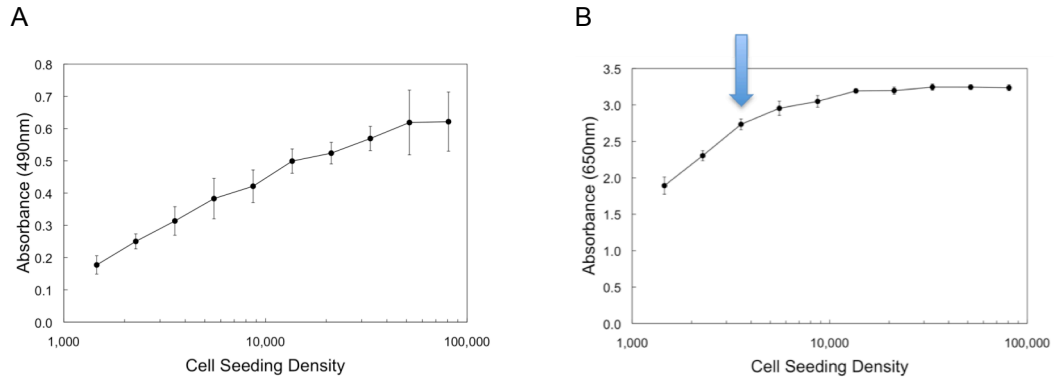 A
Absorbance (490nm)
0.8
0.7
0.6
0.5
0.4
0.3
0.2
0.1
0.0
1,000 10,000 100,000
Cell Seeding Density
B
Absorbance (650nm)
3.5
3.0
2.5
2.0
1.5
1.0
0.5
0.0
1,000 10,000 100,000
Cell Seeding Density